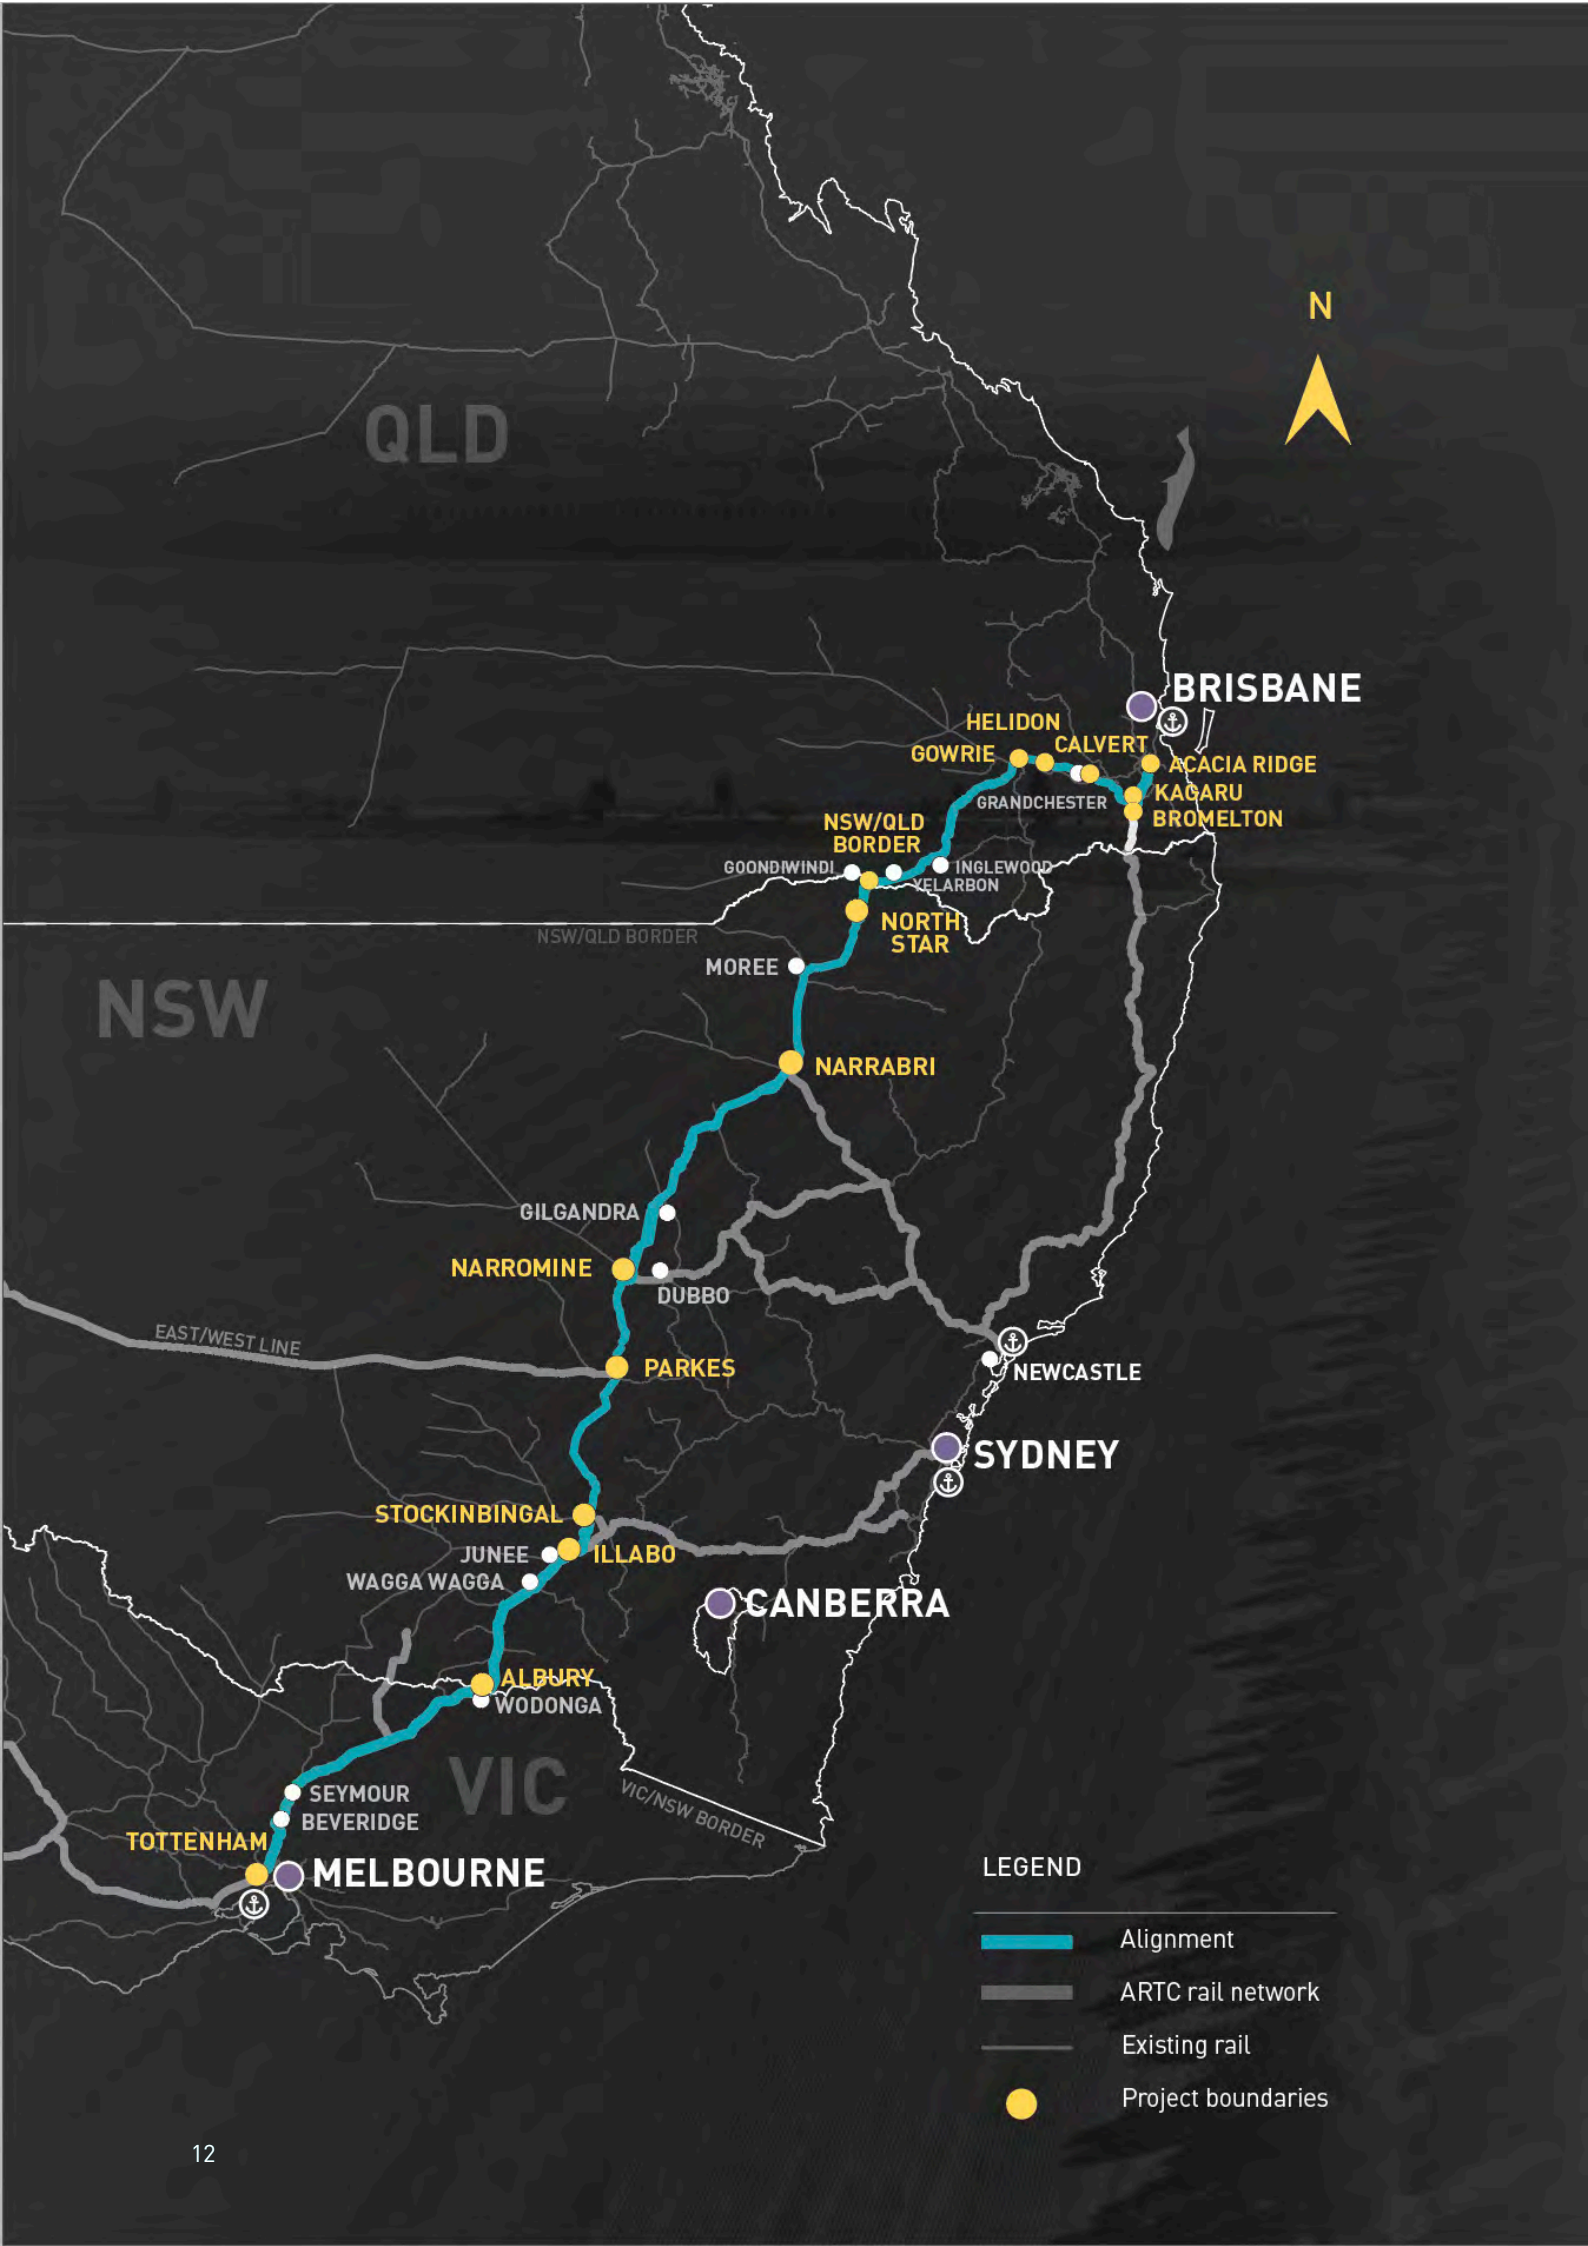 N
QLD
BRISBANE
HELIDON
CALVERT
GOWRIE
ACACIA RIDGE
KAGARU
GRANDCHESTER
BROMELTON
NSW/QLD
BORDER
GOONDIWINDI
INGLEWOOD
YELARBON
NORTH
STAR
NSW/QLD BORDER
MOREE
NSW
NARRABRI
GILGANDRA
NARROMINE
DUBBO
EAST/WEST LINE
PARKES
NEWCASTLE
SYDNEY
STOCKINBINGAL
JUNEE
ILLABO
WAGGA WAGGA
CANBERRA
ALBURY
WODONGA
VIC
SEYMOUR
VIC/NSW BORDER
BEVERIDGE
TOTTENHAM
MELBOURNE
LEGEND
Alignment
ARTC rail network
Existing rail
Project boundaries
12